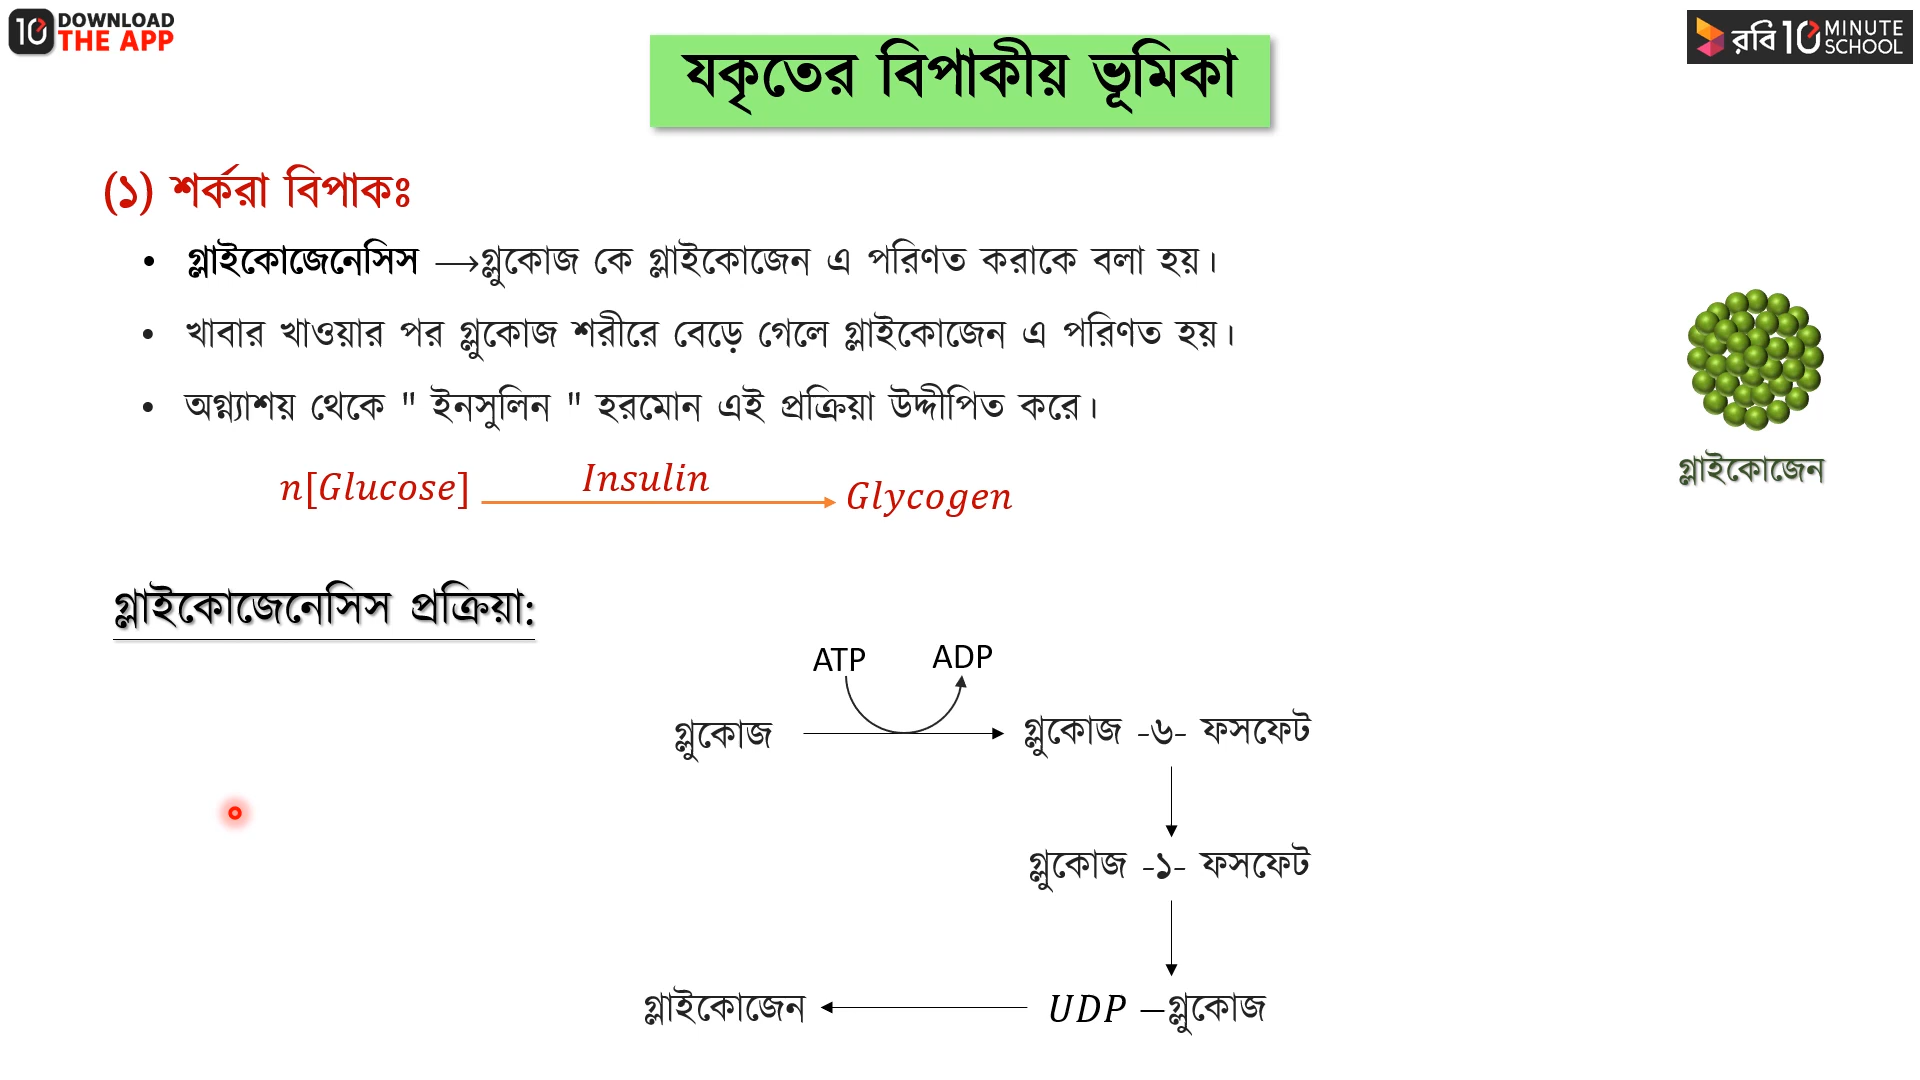 10 DOWNLOAD THE APP
রবি 10 MINUTE SCHOOL
যকৃতের বিপাকীয় ভূমিকা
(১) শর্করা বিপাকঃ
• গ্লাইকোজেনেসিস ⟶গ্লুকোজ কে গ্লাইকোজেন এ পরিণত করাকে বলা হয়।
• খাবার খাওয়ার পর গ্লুকোজ শরীরে বেড়ে গেলে গ্লাইকোজেন এ পরিণত হয়।
• অগ্ন্যাশয় থেকে " ইনসুলিন " হরমোন এই প্রক্রিয়া উদ্দীপিত করে।
গ্লাইকোজেন
n[Glucose] Insulin Glycogen
গ্লাইকোজেনেসিস প্রক্রিয়া:
ATP ADP
গ্লুকোজ গ্লুকোজ -৬- ফসফেট
গ্লুকোজ -১- ফসফেট
গ্লাইকোজেন UDP –গ্লুকোজ